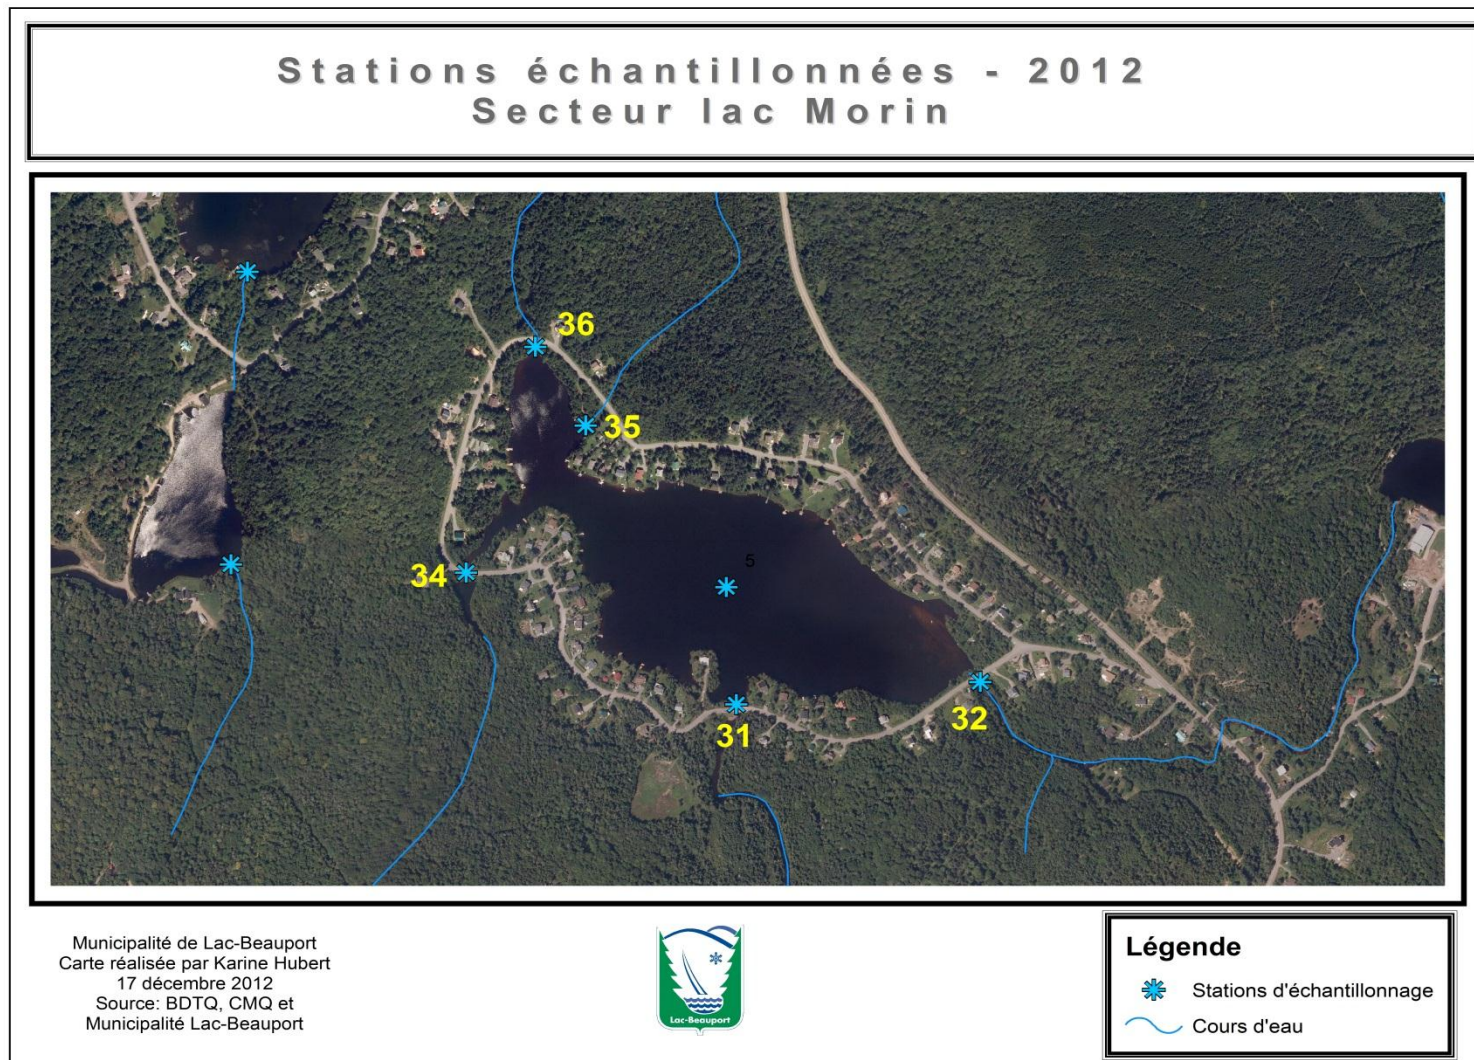 Stations échantillonnées - 2012
Secteur lac Morin
36
35
34
5
31
32
Municipalité de Lac-Beauport
Carte réalisée par Karine Hubert
17 décembre 2012
Source: BDTQ, CMQ et
Municipalité Lac-Beauport
Lac-Beauport
Légende
Stations d'échantillonnage
Cours d'eau